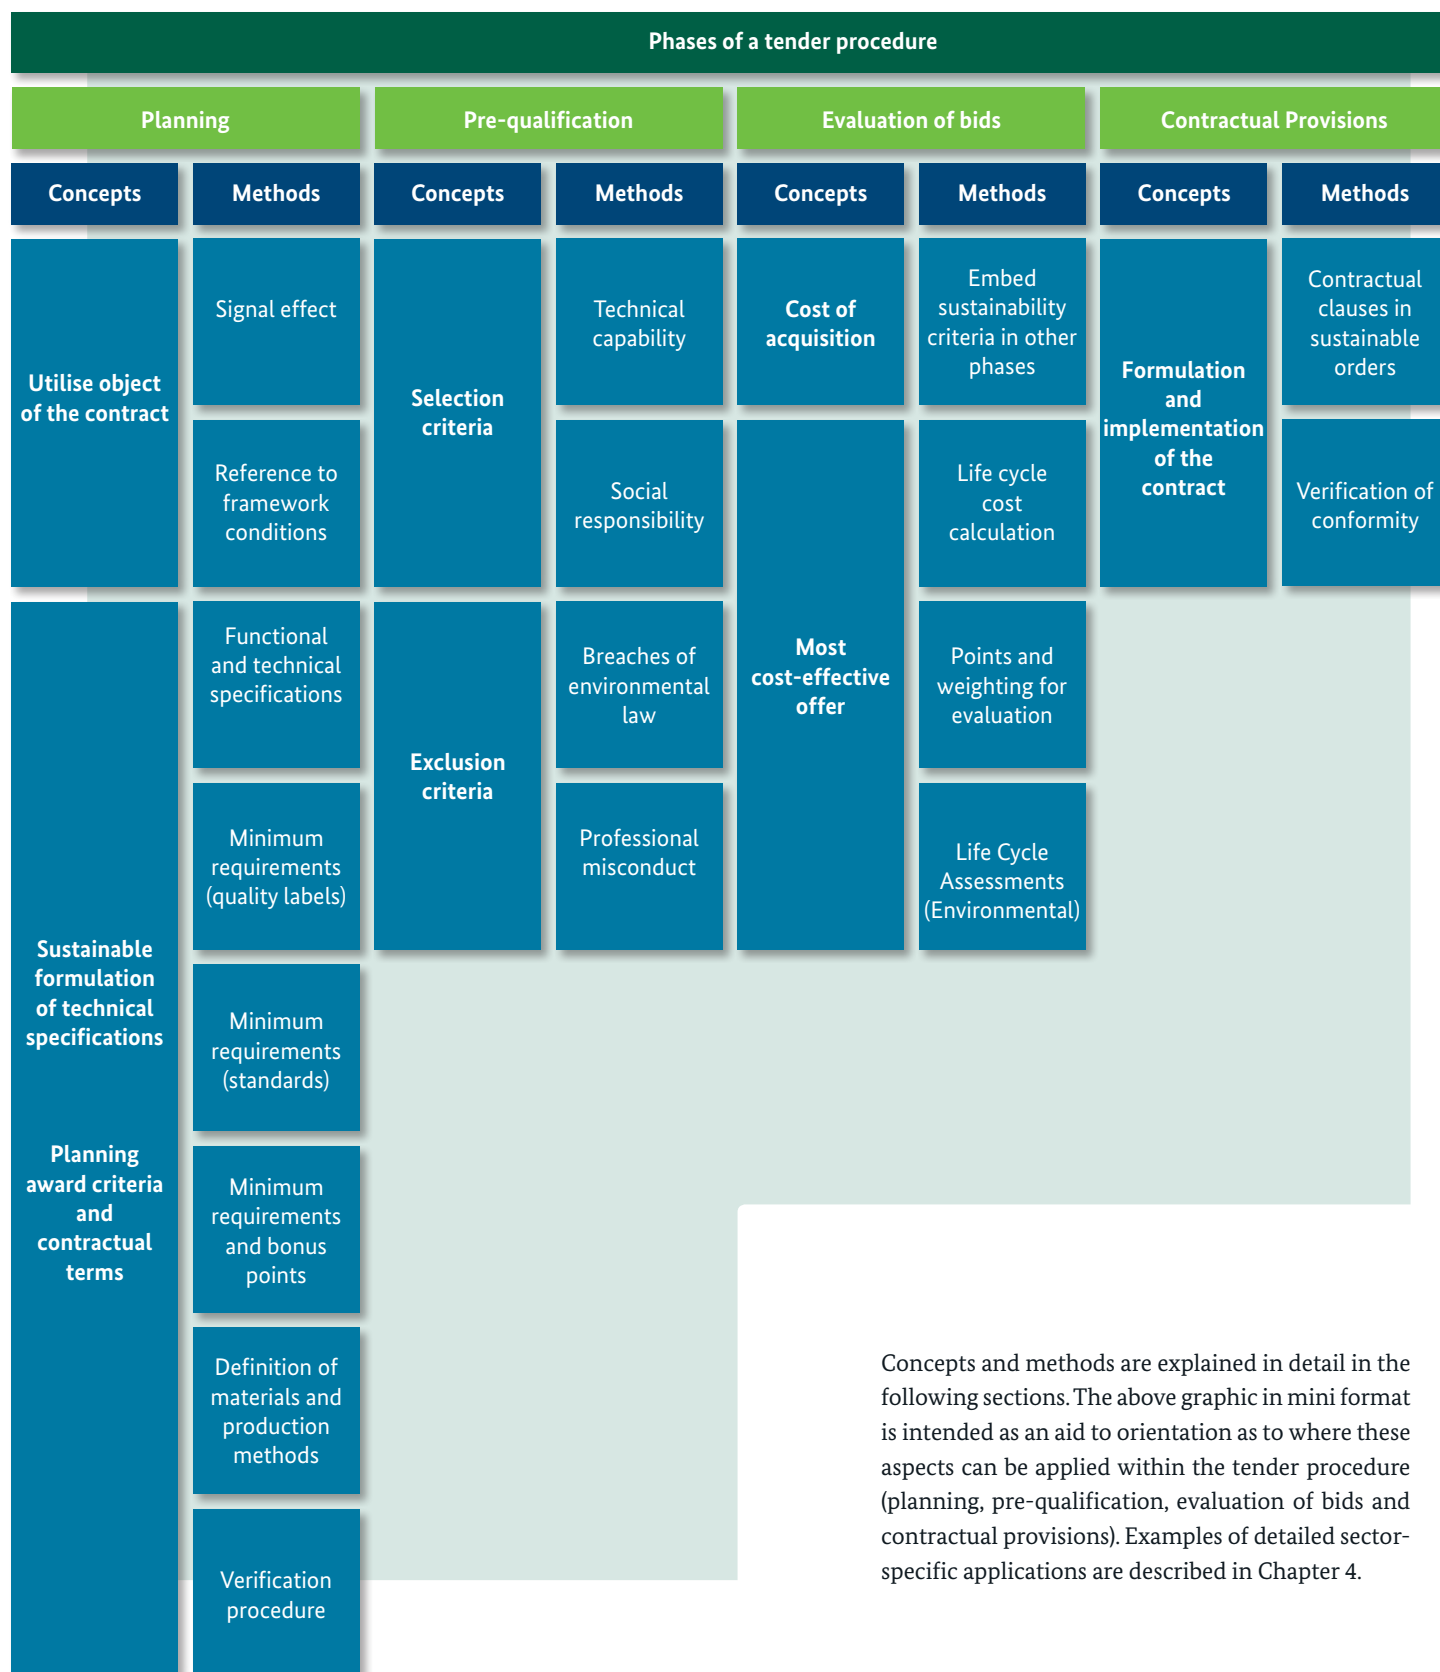 Phases of a tender procedure
Planning
Pre-qualification
Evaluation of bids
Contractual Provisions
Concepts
Methods
Concepts
Methods
Concepts
Methods
Concepts
Methods
Utilise object
of the contract
Signal effect
Reference to
framework
conditions
Sustainable
formulation
of technical
specifications
Planning
award criteria
and
contractual
terms
Functional
and technical
specifications
Minimum
requirements
(quality labels)
Minimum
requirements
(standards)
Minimum
requirements
and bonus
points
Definition of
materials and
production
methods
Verification
procedure
Selection
criteria
Technical
capability
Social
responsibility
Exclusion
criteria
Breaches of
environmental
law
Professional
misconduct
Cost of
acquisition
Embed
sustainability
criteria in other
phases
Most
cost-effective
offer
Life cycle
cost
calculation
Points and
weighting for
evaluation
Life Cycle
Assessments
(Environmental)
Formulation
and
implementation
of the
contract
Contractual
clauses in
sustainable
orders
Verification of
conformity
Concepts and methods are explained in detail in the
following sections. The above graphic in mini format
is intended as an aid to orientation as to where these
aspects can be applied within the tender procedure
(planning, pre-qualification, evaluation of bids and
contractual provisions). Examples of detailed sector-
specific applications are described in Chapter 4.